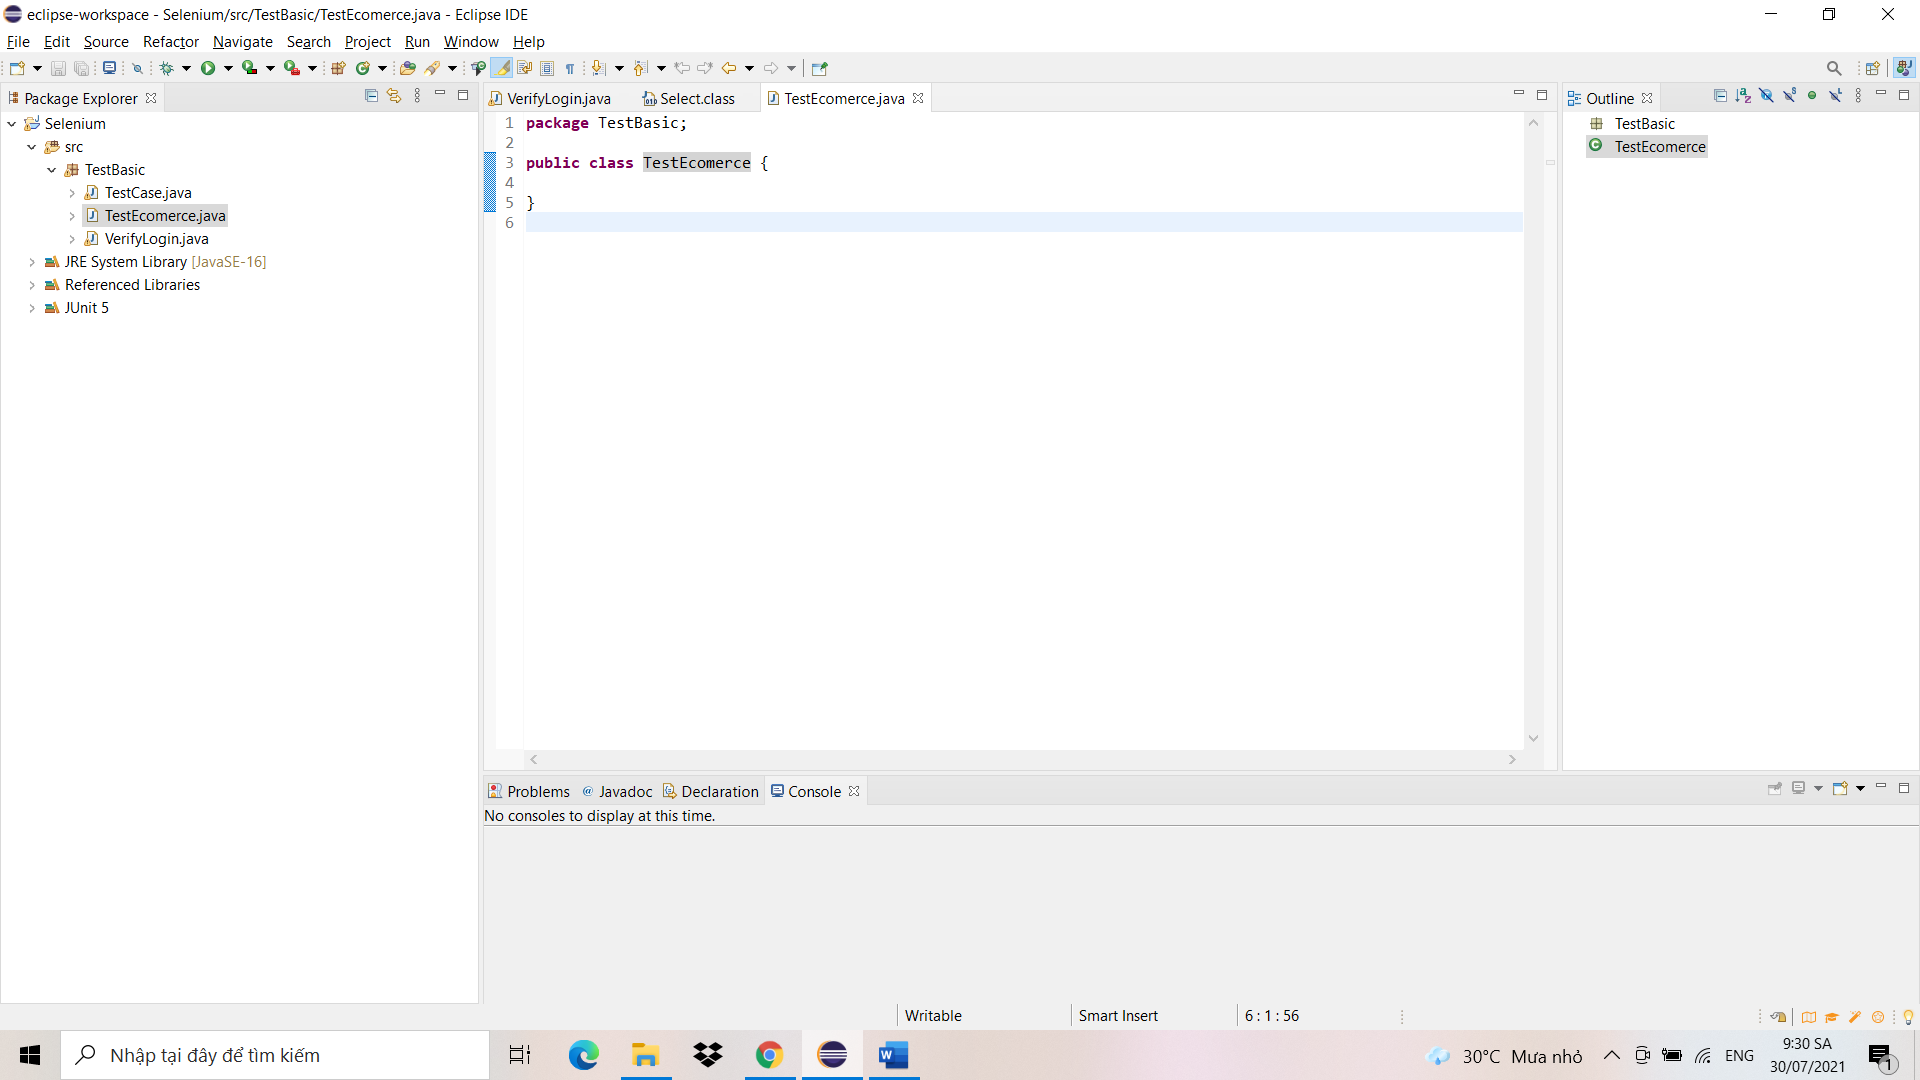 eclipse-workspace - Selenium/src/TestBasic/TestEcomerce.java - Eclipse IDE
File Edit Source Refactor Navigate Search Project Run Window Help
Package Explorer
Selenium
src
TestBasic
TestCase.java
TestEcomerce.java
VerifyLogin.java
JRE System Library [JavaSE-16]
Referenced Libraries
JUnit 5
VerifyLogin.java Select.class TestEcomerce.java
1 package TestBasic;
2
3 public class TestEcomerce {
4
5 }
6
Outline
TestBasic
TestEcomerce
Problems @ Javadoc Declaration Console
No consoles to display at this time.
Writable Smart Insert 6 : 1 : 56
Nhập tại đây để tìm kiếm
30°C Mưa nhỏ ENG
9:30 SA
30/07/2021
1